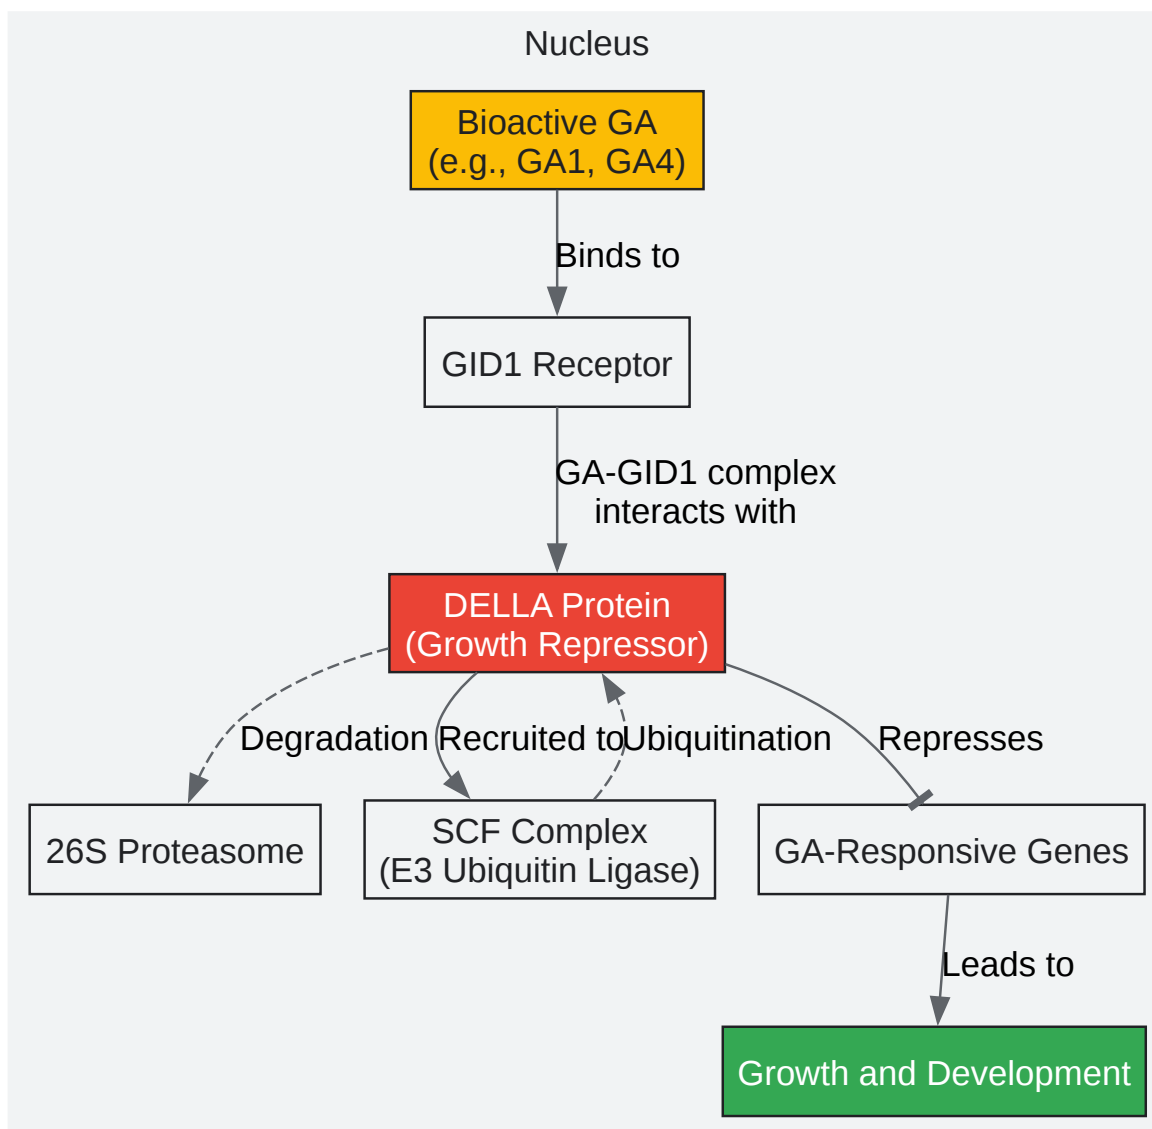 Nucleus
Bioactive GA
(e.g., GA1, GA4)
Binds to
GID1 Receptor
GA-GID1 complex
interacts with
DELLA Protein
(Growth Repressor)
Degradation
Recruited to
Ubiquitination
Represses
26S Proteasome
SCF Complex
(E3 Ubiquitin Ligase)
GA-Responsive Genes
Leads to
Growth and Development